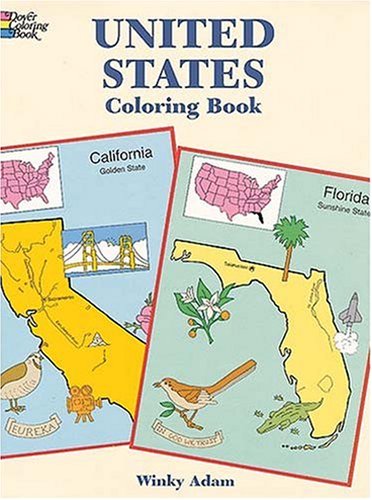 Dover
Coloring
Book
UNITED
STATES
Coloring Book
California
Golden State
Sacramento
EUREKA
Florida
Sunshine State
Tallahassee
IN GOD WE TRUST
Winky Adam